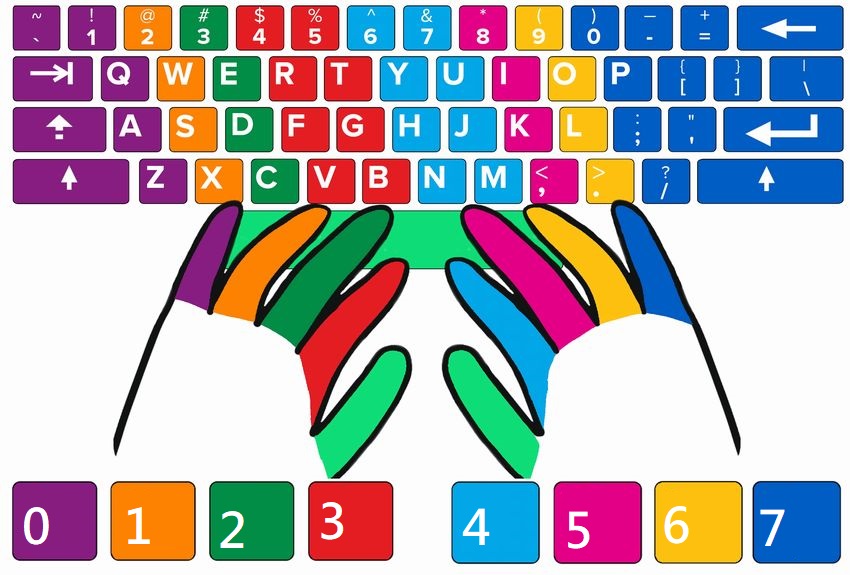 ~ ! @ # $ % ^ & * ( ) — +
` 1 2 3 4 5 6 7 8 9 0 - =
Q W E R T Y U I O P { } |
[ ] \
A S D F G H J K L : "
; '
Z X C V B N M < > ?
, . /
0 1 2 3 4 5 6 7